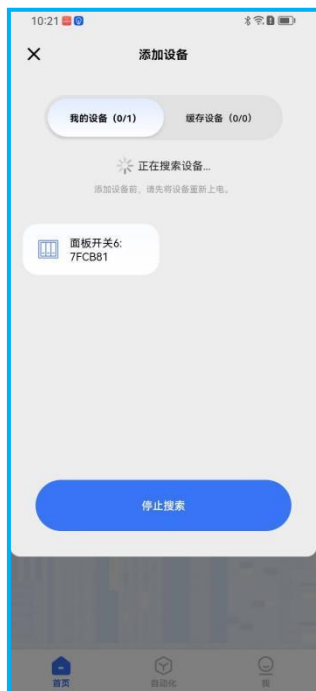 10:21
添加设备
我的设备（0/1） 缓存设备（0/0）
正在搜索设备...
添加设备前，请先将设备重新上电。
面板开关6:
7FCB81
停止搜索
首页 自动化 我